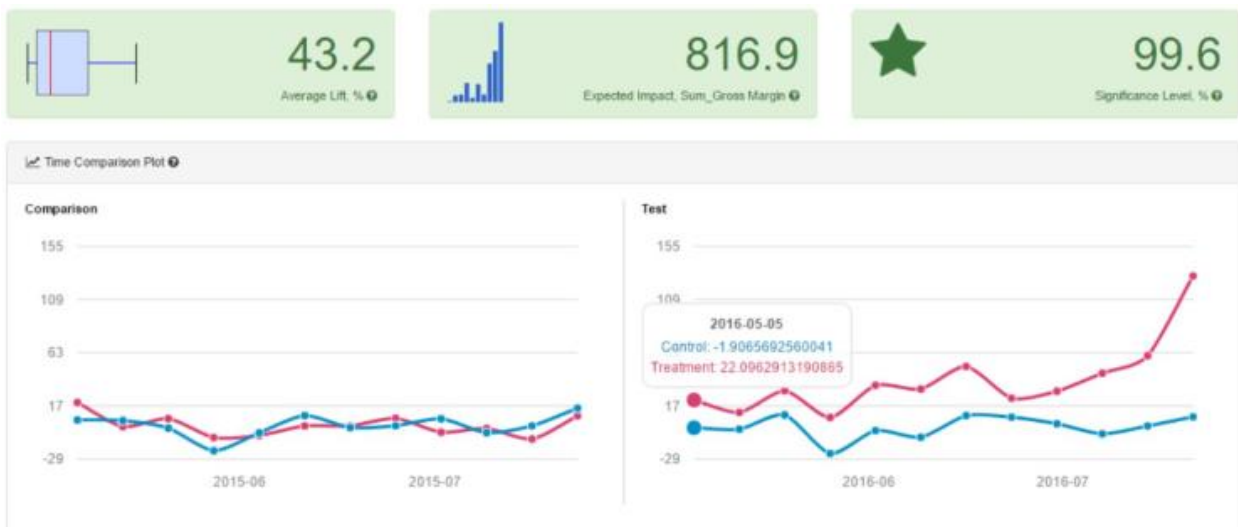 43.2
Average Lift, %
816.9
Expected Impact, Sum_Gross Margin
99.6
Significance Level, %
Time Comparison Plot
Comparison
155
109
63
17
-29
2015-06 2015-07
Test
155
109
63
17
-29
2016-05-05
Control: -1.9065692560041
Treatment: 22.0962913190865
2016-06 2016-07